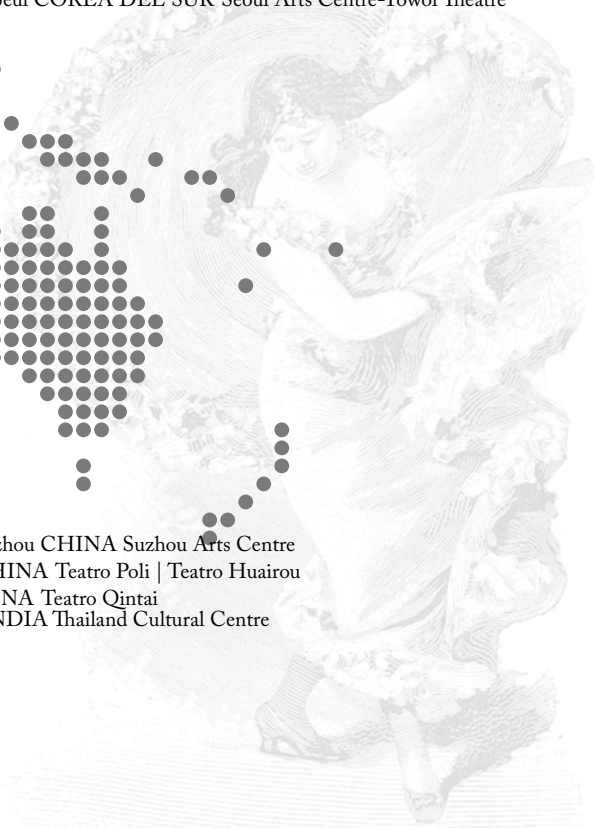 eul COREA DEL SUR Seoul Arts Centre-Towol Theatre
zhou CHINA Suzhou Arts Centre
HINA Teatro Poli | Teatro Huairou
NA Teatro Qintai
NDIA Thailand Cultural Centre